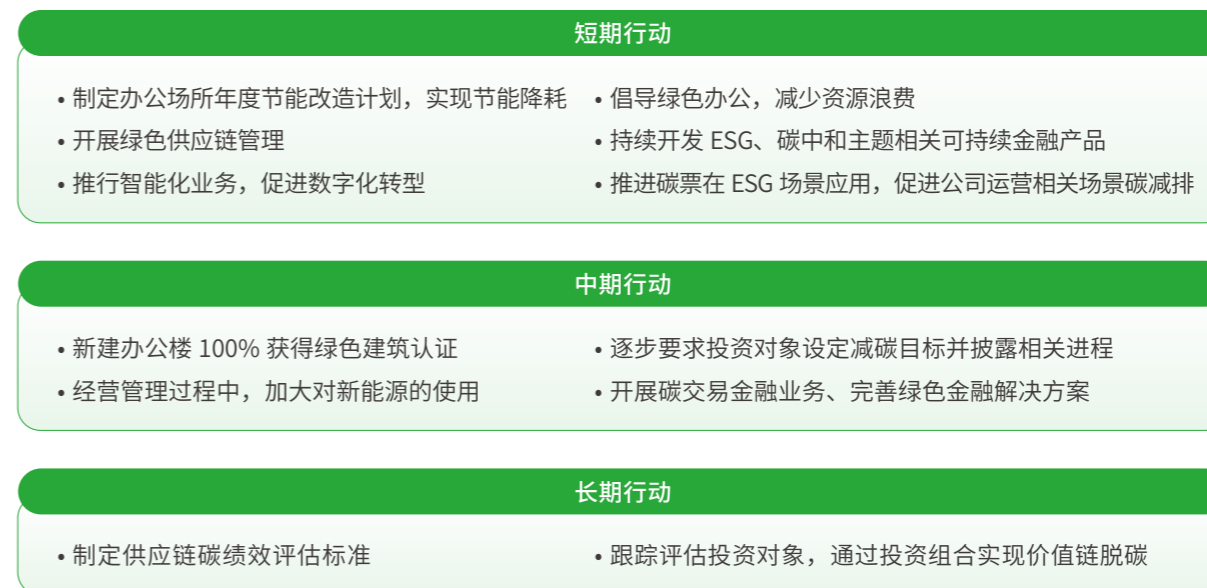 短期行动
• 制定办公场所年度节能改造计划，实现节能降耗
• 开展绿色供应链管理
• 推行智能化业务，促进数字化转型
• 倡导绿色办公，减少资源浪费
• 持续开发 ESG、碳中和主题相关可持续金融产品
• 推进碳票在 ESG 场景应用，促进公司运营相关场景碳减排
中期行动
• 新建办公楼 100% 获得绿色建筑认证
• 经营管理过程中，加大对新能源的使用
• 逐步要求投资对象设定减碳目标并披露相关进程
• 开展碳交易金融业务、完善绿色金融解决方案
长期行动
• 制定供应链碳绩效评估标准
• 跟踪评估投资对象，通过投资组合实现价值链脱碳